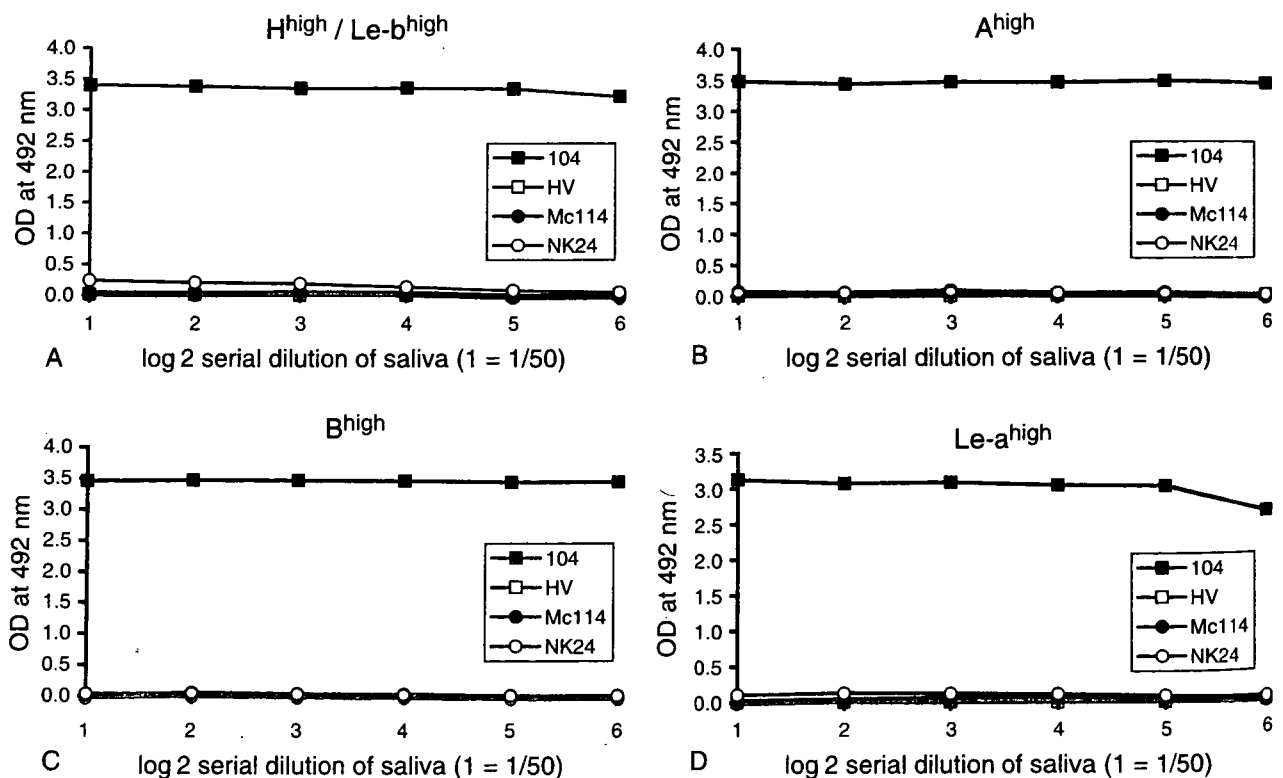 H^high / Le-b^high
4.0
3.5
3.0
2.5
2.0
1.5
1.0
0.5
0.0
OD at 492 nm
104
HV
Mc114
NK24
1 2 3 4 5 6
A log 2 serial dilution of saliva (1 = 1/50)
A^high
4.0
3.5
3.0
2.5
2.0
1.5
1.0
0.5
0.0
OD at 492 nm
104
HV
Mc114
NK24
1 2 3 4 5 6
B log 2 serial dilution of saliva (1 = 1/50)
B^high
4.0
3.5
3.0
2.5
2.0
1.5
1.0
0.5
0.0
OD at 492 nm
104
HV
Mc114
NK24
1 2 3 4 5 6
C log 2 serial dilution of saliva (1 = 1/50)
Le-a^high
3.5
3.0
2.5
2.0
1.5
1.0
0.5
0.0
OD at 492 nm
104
HV
Mc114
NK24
1 2 3 4 5 6
D log 2 serial dilution of saliva (1 = 1/50)